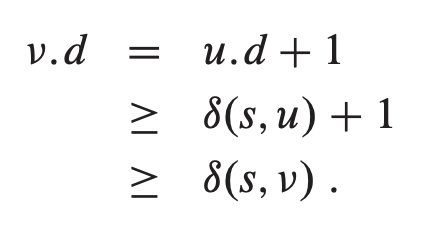 v.d = u.d + 1
≥ δ(s, u) + 1
≥ δ(s, v) .